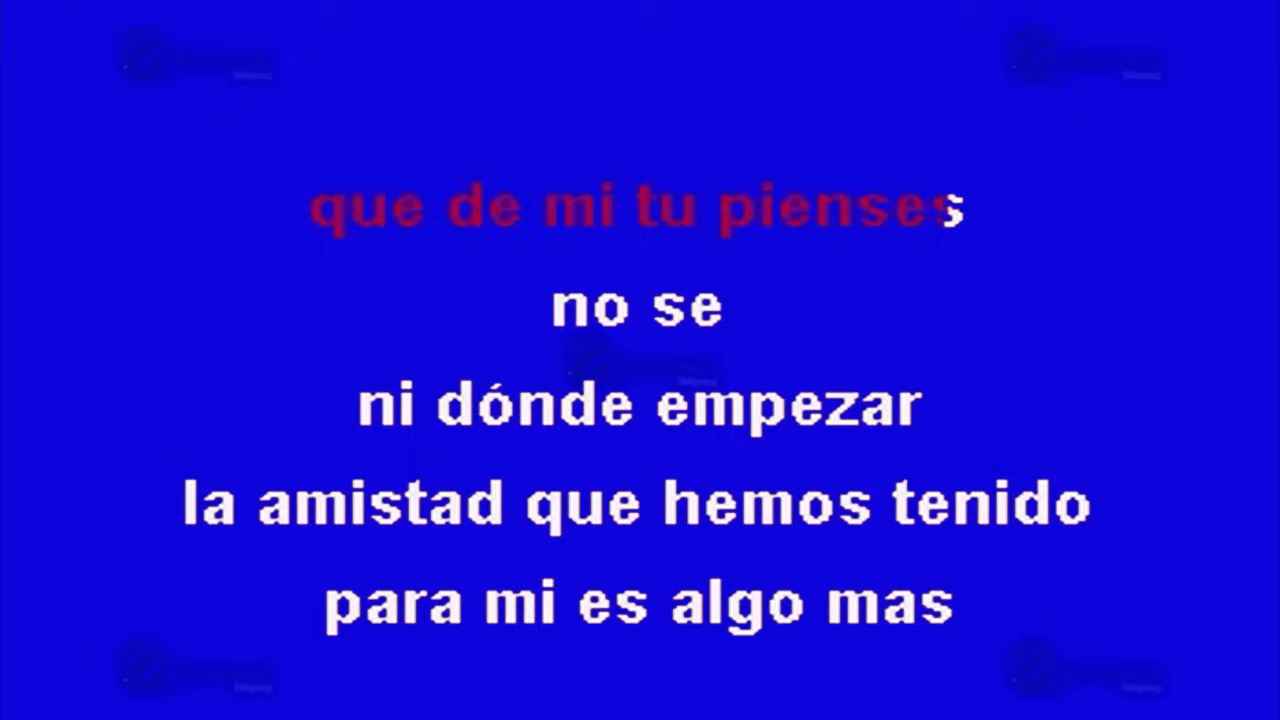 que de mi tu pienses
no se
ni dónde empezar
la amistad que hemos tenido
para mi es algo mas